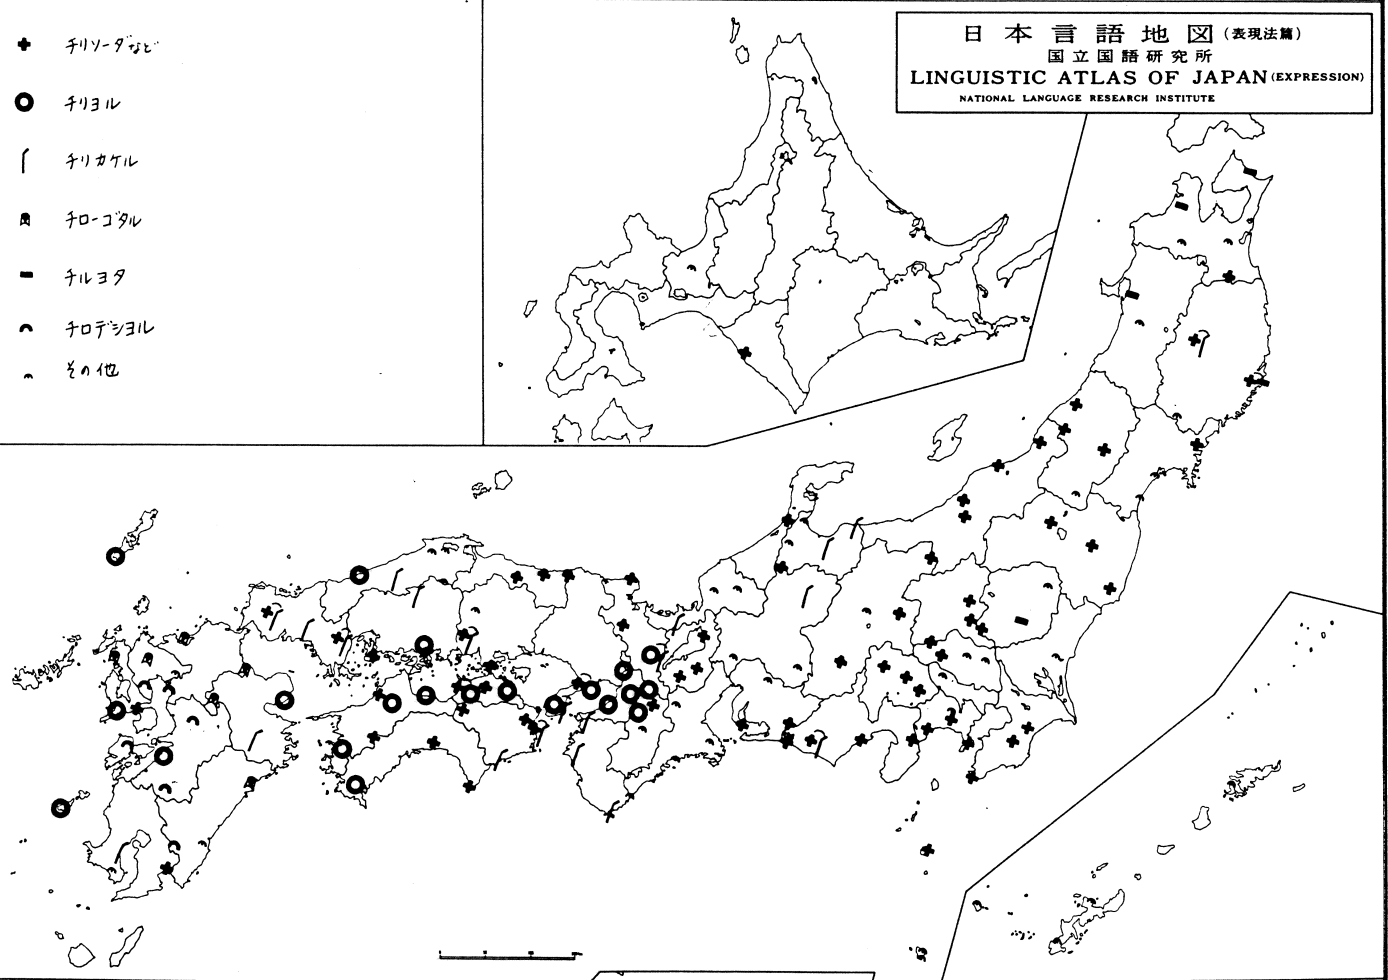 チリソーダなど
チリヨル
チリカケル
チローゴタル
チルヨタ
チロデショル
その他
日本言語地図(表現法篇)
国立国語研究所
LINGUISTIC ATLAS OF JAPAN (EXPRESSION)
NATIONAL LANGUAGE RESEARCH INSTITUTE